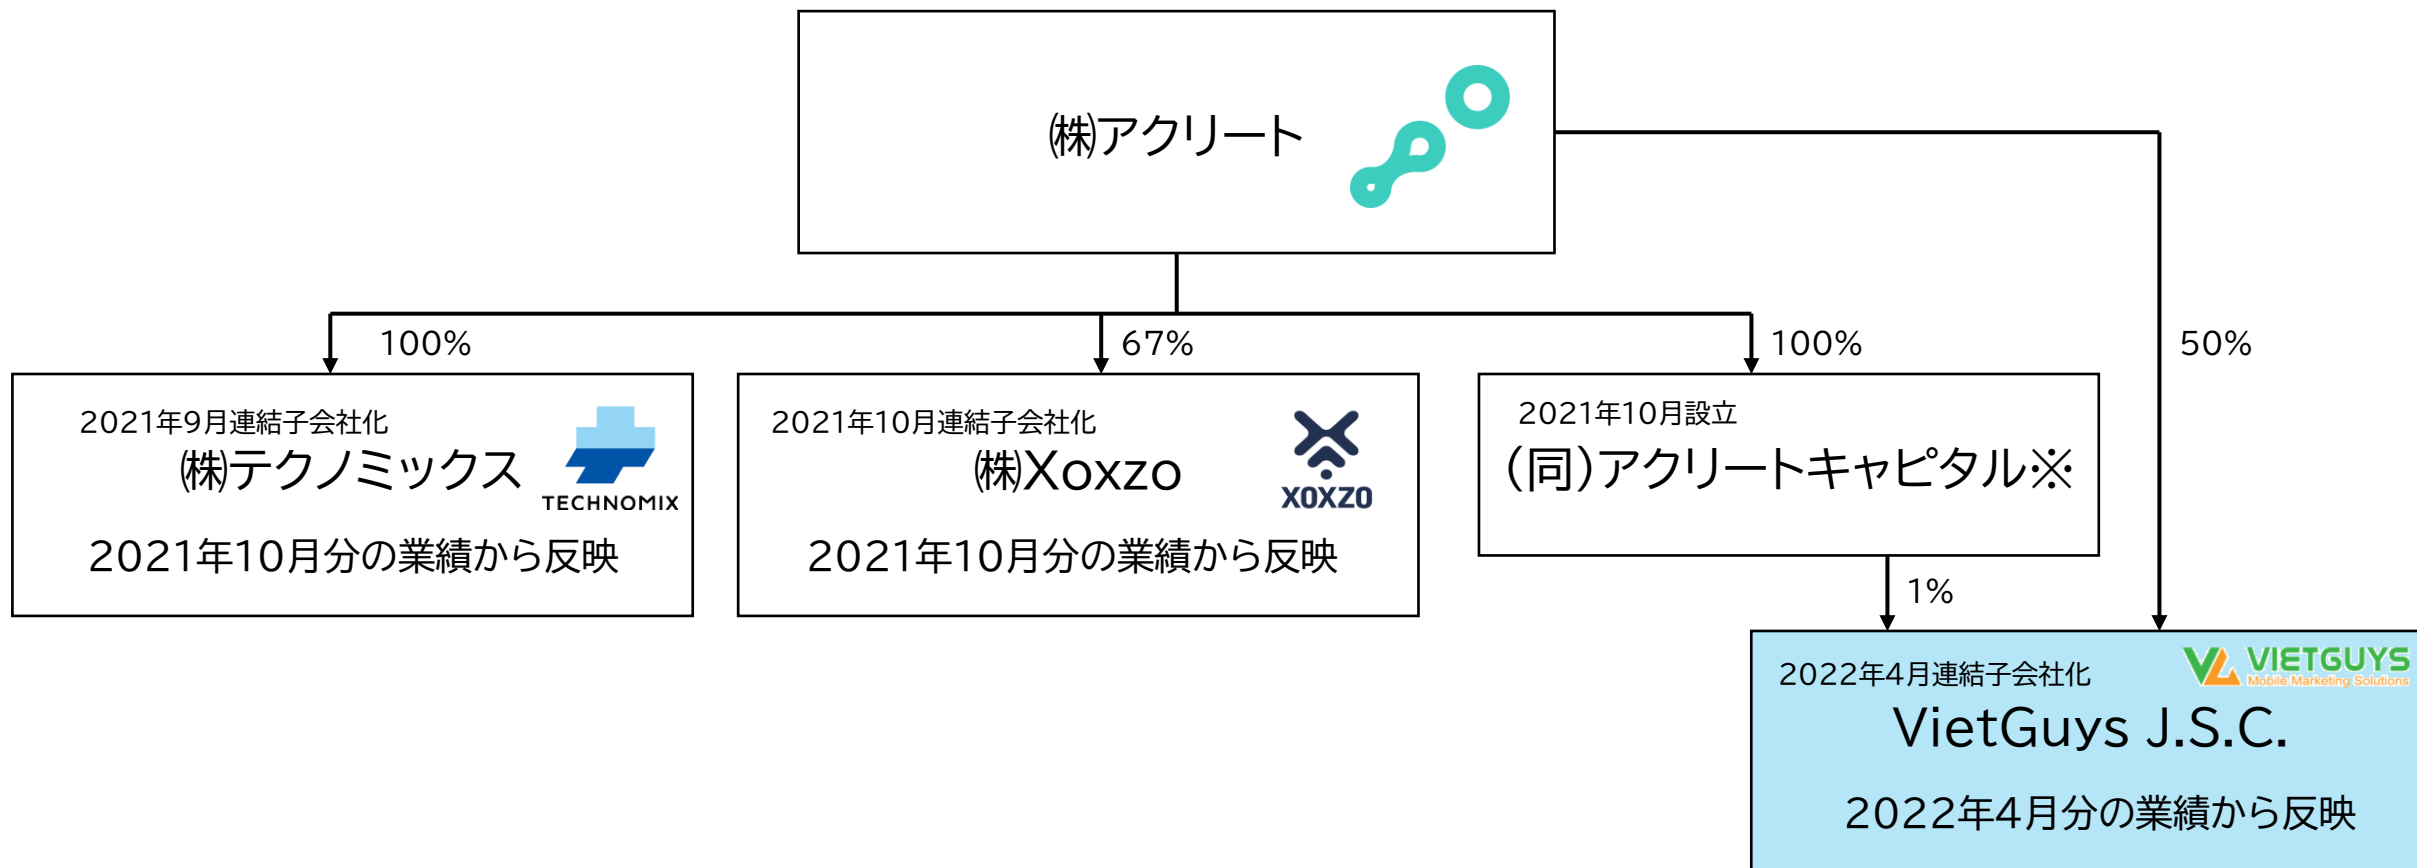 ㈱アクリート
100%
67%
100%
50%
2021年9月連結子会社化
㈱テクノミックス
TECHNOMIX
2021年10月分の業績から反映
2021年10月連結子会社化
㈱Xoxzo
XOXZO
2021年10月分の業績から反映
2021年10月設立
(同)アクリートキャピタル※
1%
2022年4月連結子会社化
VIETGUYS
Mobile Marketing Solutions
VietGuys J.S.C.
2022年4月分の業績から反映